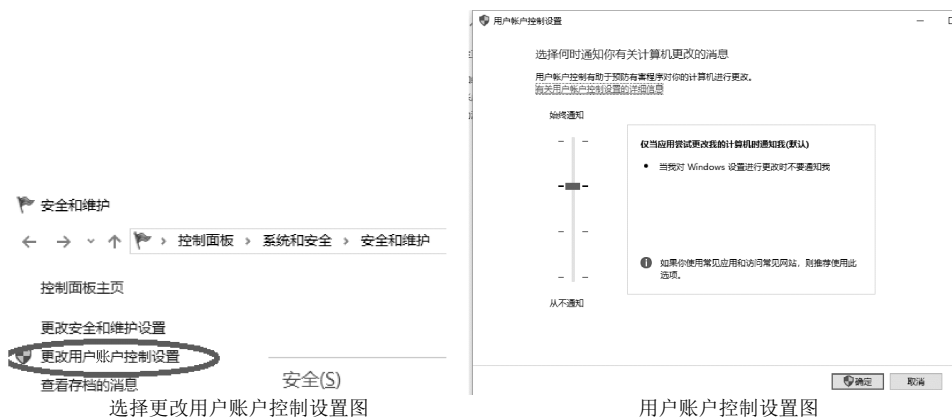 安全和维护
控制面板 › 系统和安全 › 安全和维护
控制面板主页
更改安全和维护设置
更改用户账户控制设置
查看存档的消息
安全(S)
选择更改用户账户控制设置图
用户帐户控制设置
选择何时通知你有关计算机更改的消息
用户帐户控制有助于预防有害程序对你的计算机进行更改。
有关用户帐户控制设置的详细信息
始终通知
仅当应用尝试更改我的计算机时通知我(默认)
• 当我对 Windows 设置进行更改时不要通知我
如果你使用常见应用和访问常见网站，则推荐使用此
选项。
从不通知
确定
取消
用户账户控制设置图